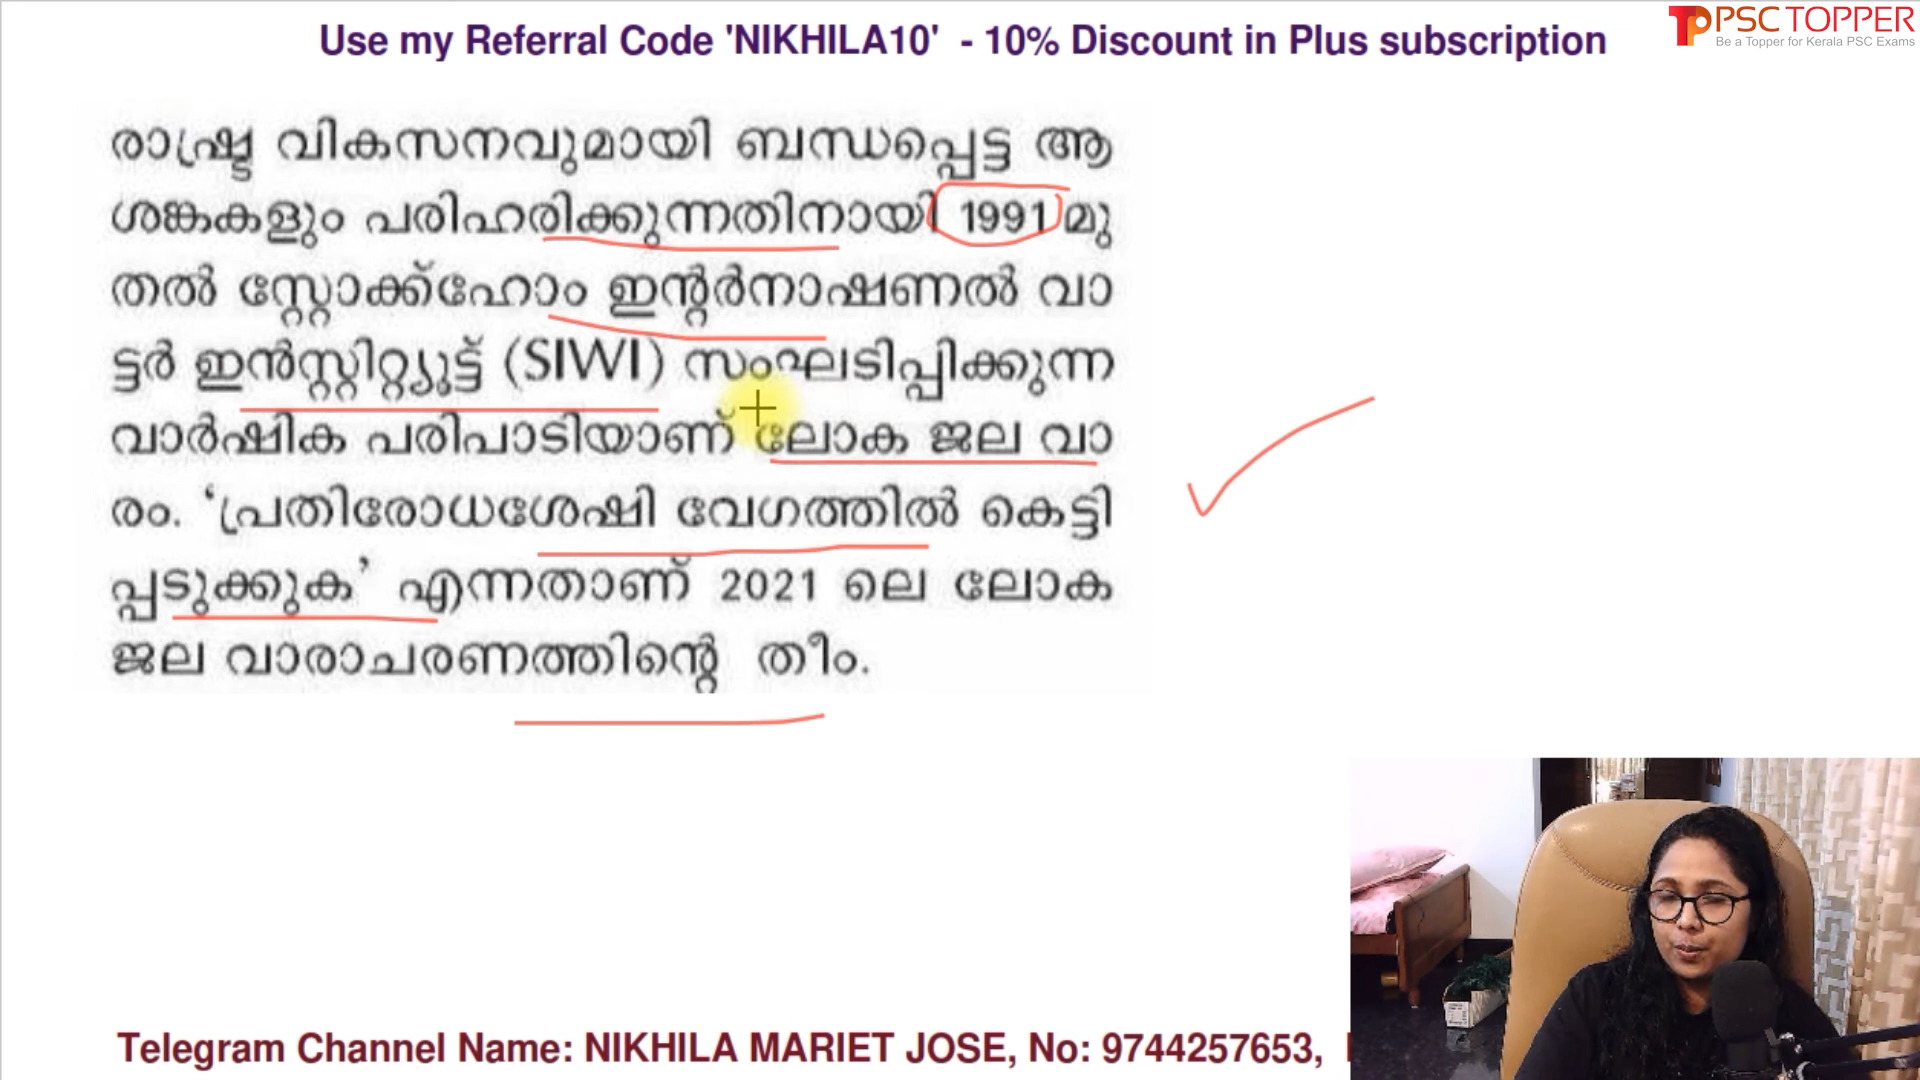 Use my Referral Code 'NIKHILA10' - 10% Discount in Plus subscription
PSC TOPPER
Be a Topper for Kerala PSC Exams
രാഷ്ട്ര വികസനവുമായി ബന്ധപ്പെട്ട ആ
ശങ്കകളും പരിഹരിക്കുന്നതിനായി 1991 മു
തൽ സ്റ്റോക്ക്ഹോം ഇന്റർനാഷണൽ വാ
ട്ടർ ഇൻസ്റ്റിറ്റ്യൂട്ട് (SIWI) സംഘടിപ്പിക്കുന്ന
വാർഷിക പരിപാടിയാണ് ലോക ജല വാ
രം. ‘പ്രതിരോധശേഷി വേഗത്തിൽ കെട്ടി
പ്പടുക്കുക’ എന്നതാണ് 2021 ലെ ലോക
ജല വാരാചരണത്തിന്റെ തീം.
Telegram Channel Name: NIKHILA MARIET JOSE, No: 9744257653,